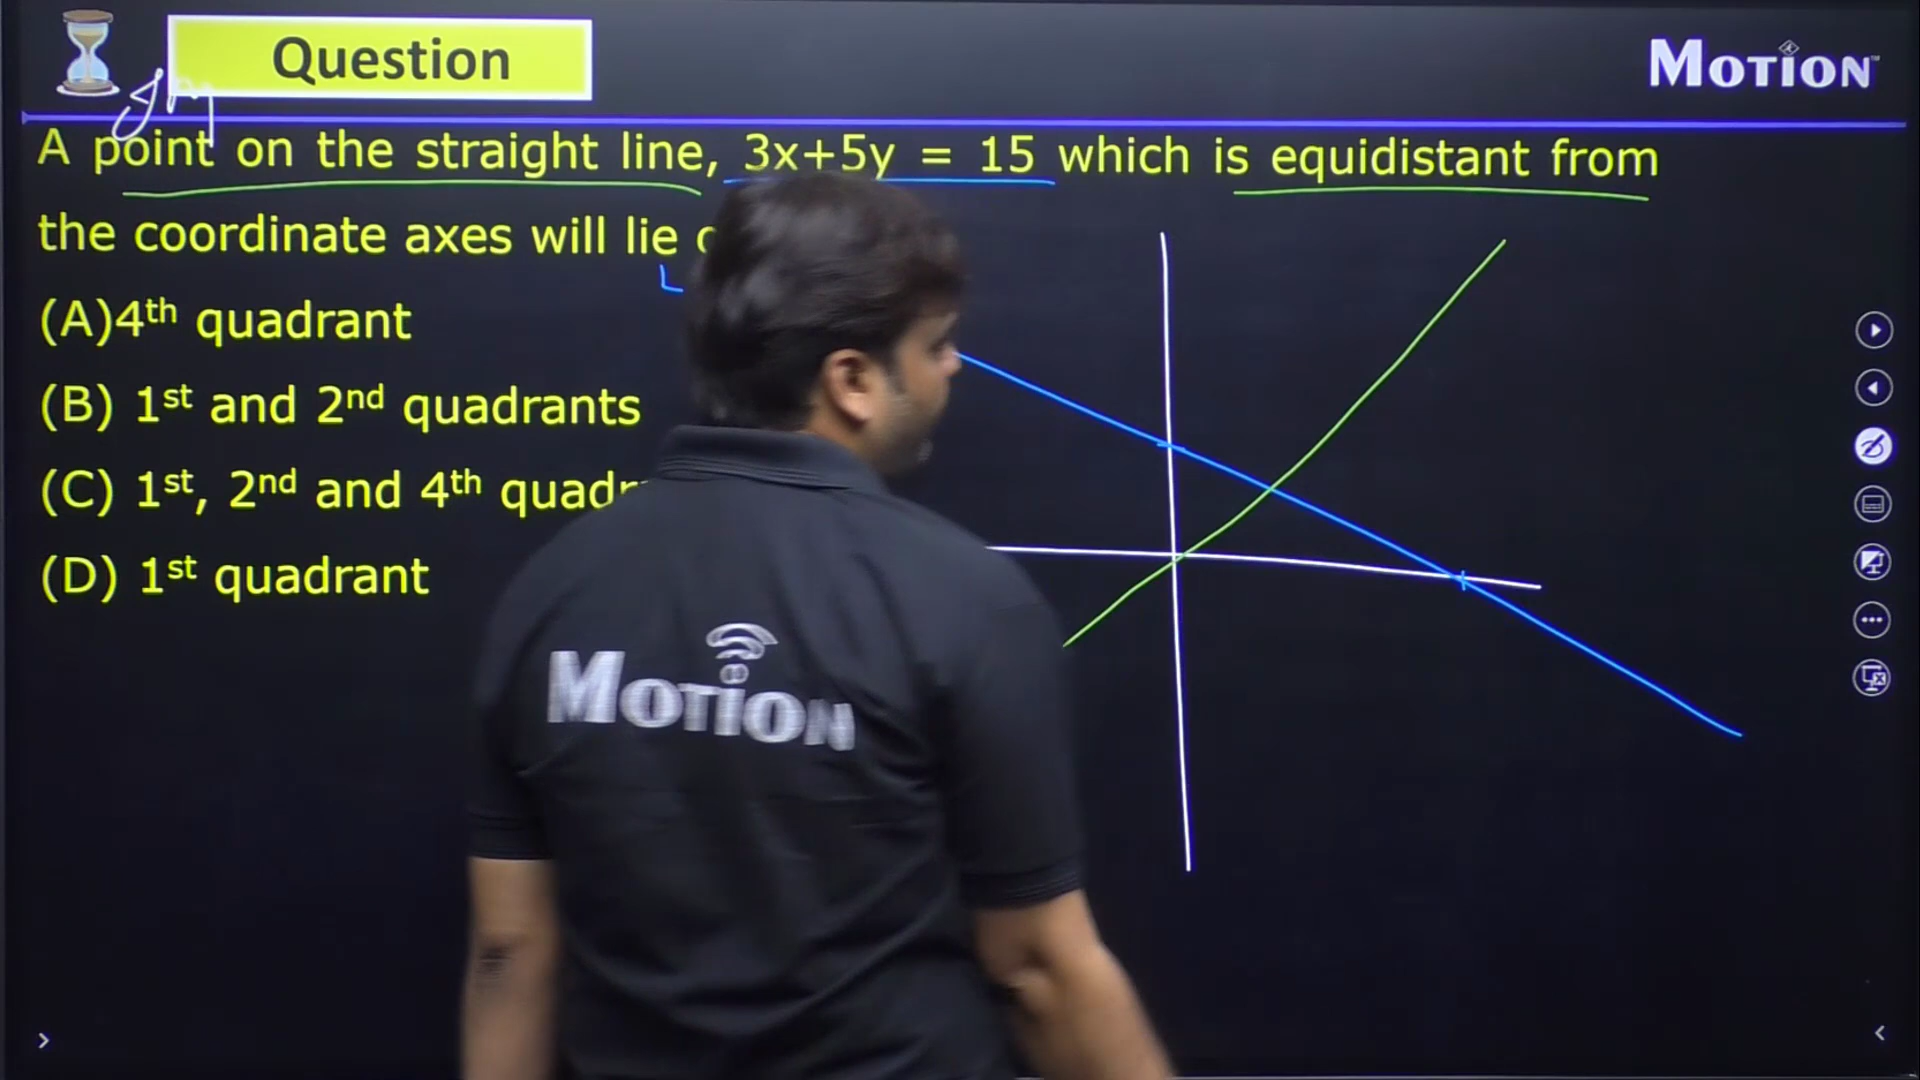 Question
MOTION
A point on the straight line, 3x+5y = 15 which is equidistant from
the coordinate axes will lie
(A)4th quadrant
(B) 1st and 2nd quadrants
(C) 1st, 2nd and 4th
(D) 1st quadrant
MOTION